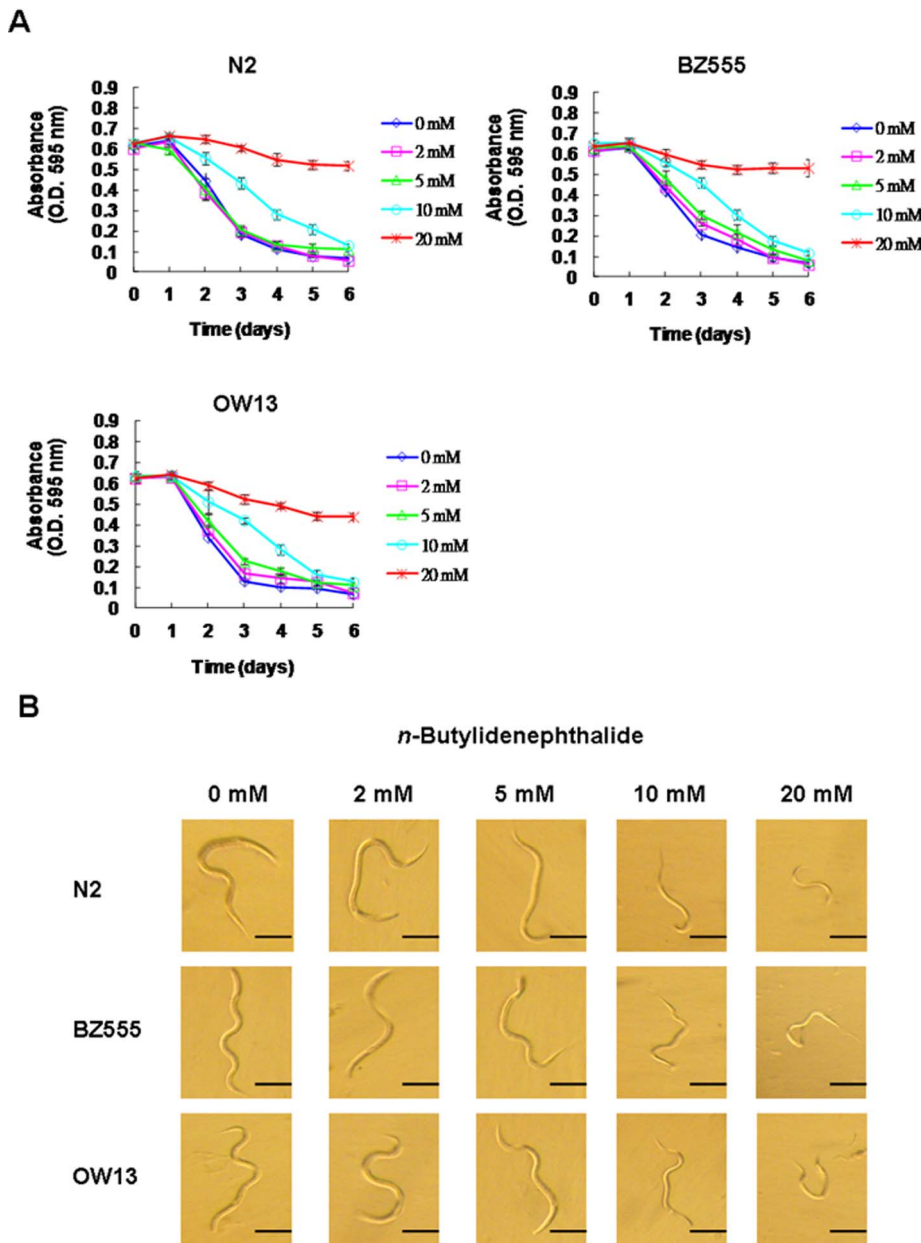 A
N2
0.9
0.8
0.7
0.6
0.5
0.4
0.3
0.2
0.1
0
Absorbance
(O.D. 595 nm)
0 1 2 3 4 5 6
Time (days)
0 mM
2 mM
5 mM
10 mM
20 mM
BZ555
0.9
0.8
0.7
0.6
0.5
0.4
0.3
0.2
0.1
0
Absorbance
(O.D. 595 nm)
0 1 2 3 4 5 6
Time (days)
0 mM
2 mM
5 mM
10 mM
20 mM
OW13
0.9
0.8
0.7
0.6
0.5
0.4
0.3
0.2
0.1
0
Absorbance
(O.D. 595 nm)
0 1 2 3 4 5 6
Time (days)
0 mM
2 mM
5 mM
10 mM
20 mM
B
n-Butylidenephthalide
0 mM 2 mM 5 mM 10 mM 20 mM
N2
BZ555
OW13